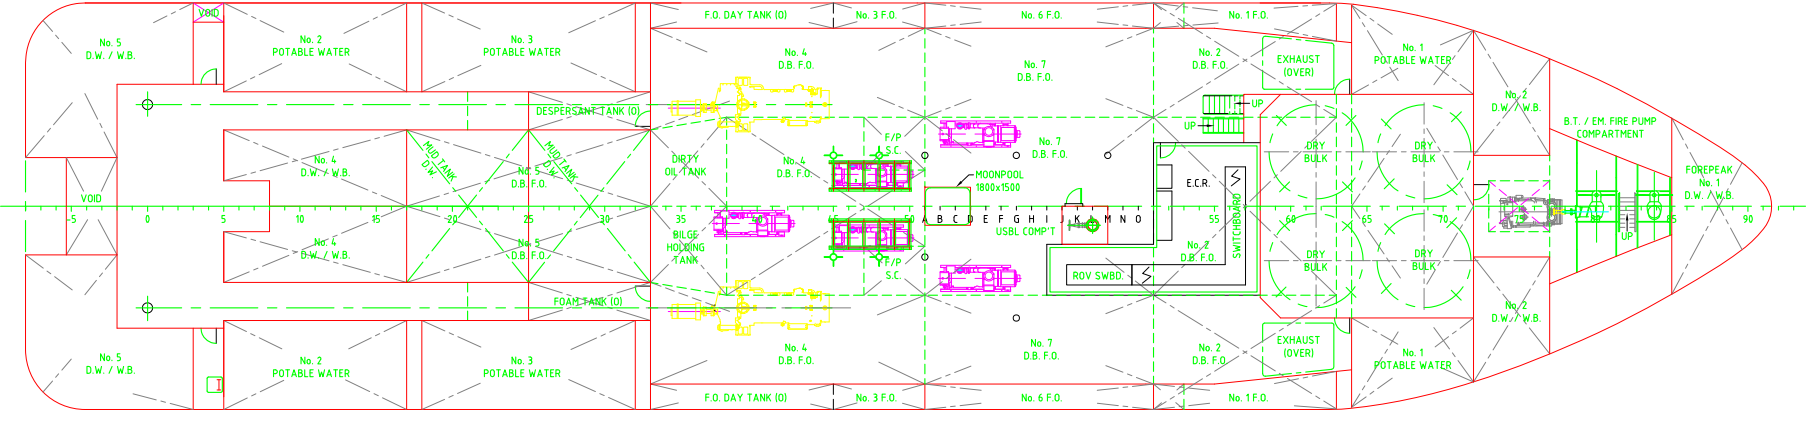 VOID
F.O. DAY TANK (O)
No. 3 F.O.
No. 6 F.O.
No. 1 F.O.
No. 5
D.W. / W.B.
No. 2
POTABLE WATER
No. 3
POTABLE WATER
No. 4
D.B. F.O.
No. 7
D.B. F.O.
No. 2
D.B. F.O.
EXHAUST
(OVER)
No. 1
POTABLE WATER
No. 2
D.W. / W.B.
DESPERSANT TANK (O)
UP
UP
B.T. / EM. FIRE PUMP
COMPARTMENT
F/P
S.C.
No. 7
D.B. F.O.
MUD TANK
DIRTY
OIL TANK
No. 4
D.B. F.O.
MUD TANK
No. 4
D.W. / W.B.
No. 5
D.B. F.O.
DRY
BULK
DRY
BULK
MOONPOOL
1800x1500
E.C.R.
FOREPEAK
No. 1
D.W. / W.B.
VOID
-5 0 5 10 15 20 25 30 35 40 45 50 A B C D E F G H I J K L M N O 55 60 65 70 75 80 85 90
USBL COMP'T
SWITCHBOARD
UP
No. 4
D.W. / W.B.
No. 5
D.B. F.O.
BILGE
HOLDING
TANK
No. 2
D.B. F.O.
DRY
BULK
DRY
BULK
F/P
S.C.
ROV SWBD.
FOAM TANK (O)
No. 2
D.W. / W.B.
No. 5
D.W. / W.B.
No. 2
POTABLE WATER
No. 3
POTABLE WATER
No. 4
D.B. F.O.
No. 7
D.B. F.O.
No. 2
D.B. F.O.
EXHAUST
(OVER)
No. 1
POTABLE WATER
F.O. DAY TANK (O)
No. 3 F.O.
No. 6 F.O.
No. 1 F.O.